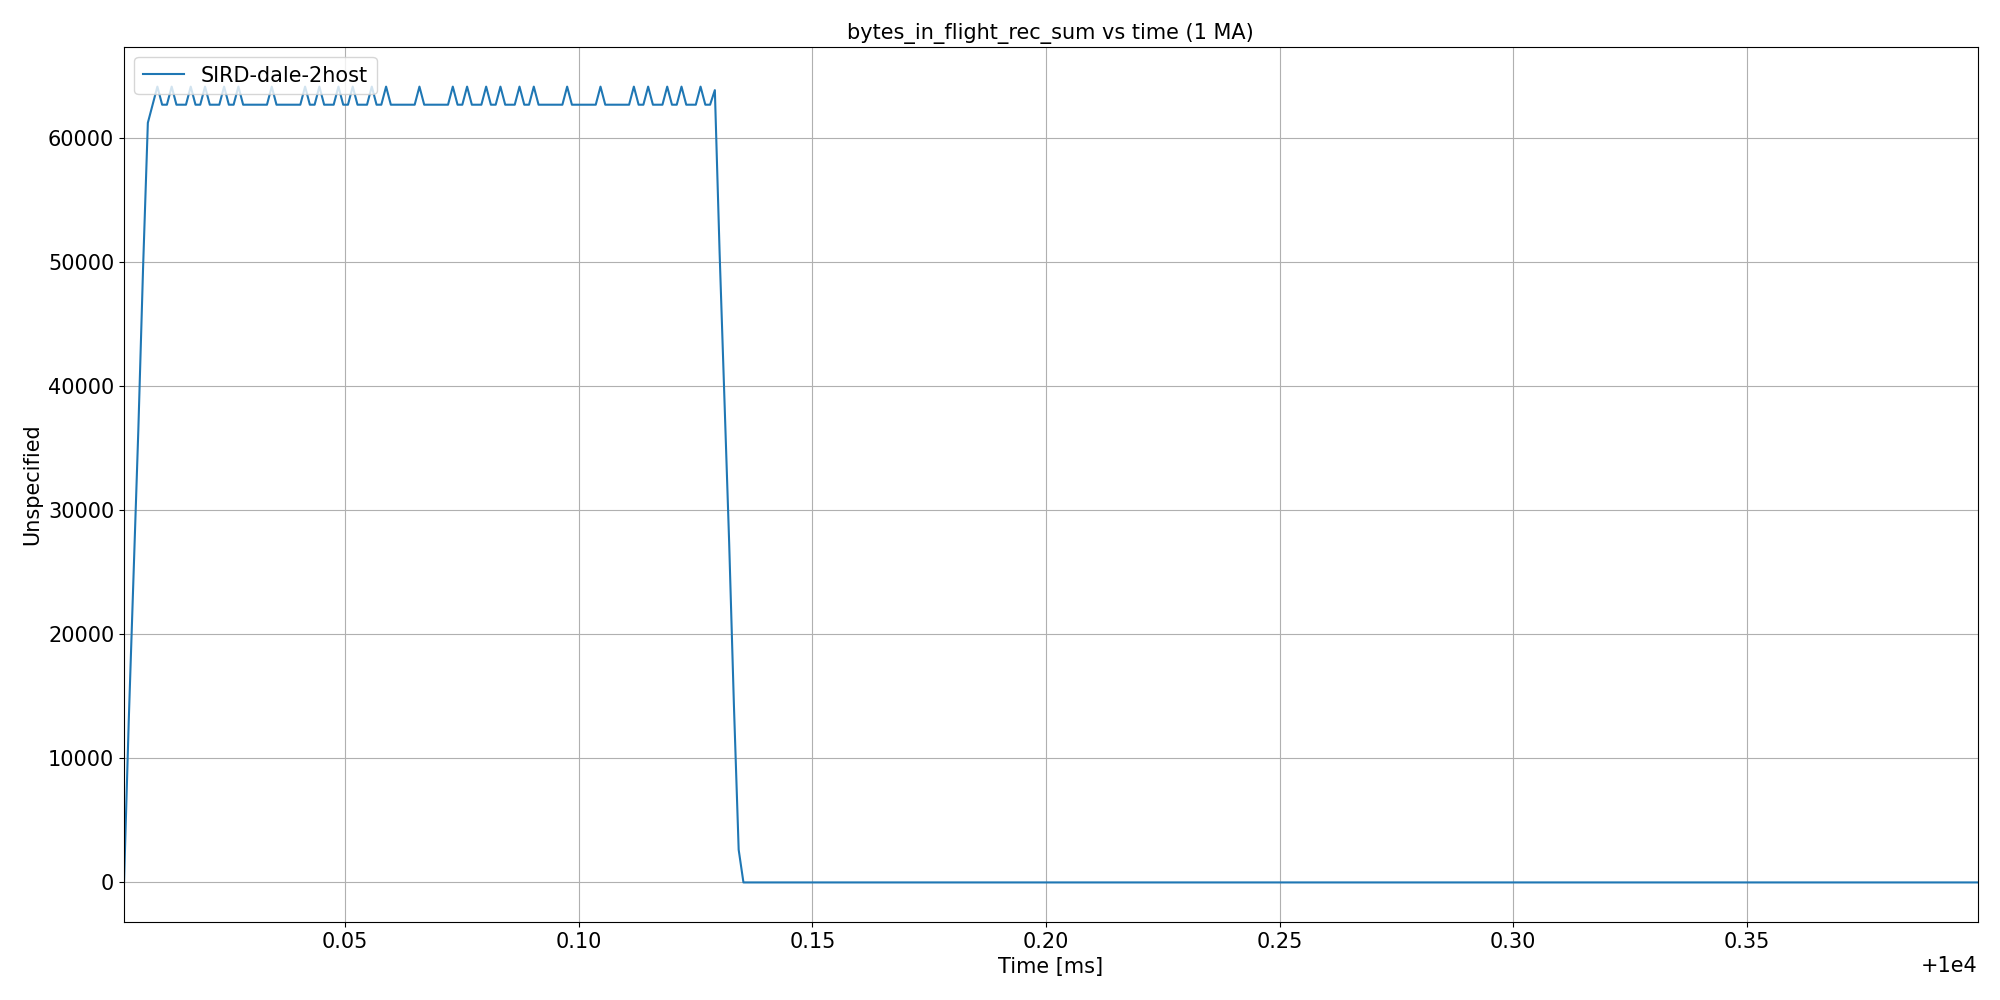 bytes_in_flight_rec_sum vs time (1 MA)
SIRD-dale-2host
60000
50000
40000
30000
20000
10000
0
Unspecified
0.05 0.10 0.15 0.20 0.25 0.30 0.35
Time [ms]
+1e4